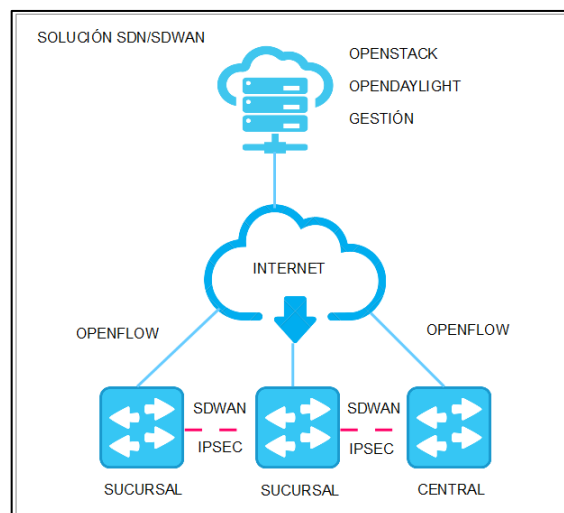 SOLUCIÓN SDN/SDWAN
OPENSTACK
OPENDAYLIGHT
GESTIÓN
INTERNET
OPENFLOW
OPENFLOW
SDWAN
IPSEC
SDWAN
IPSEC
SUCURSAL
SUCURSAL
CENTRAL